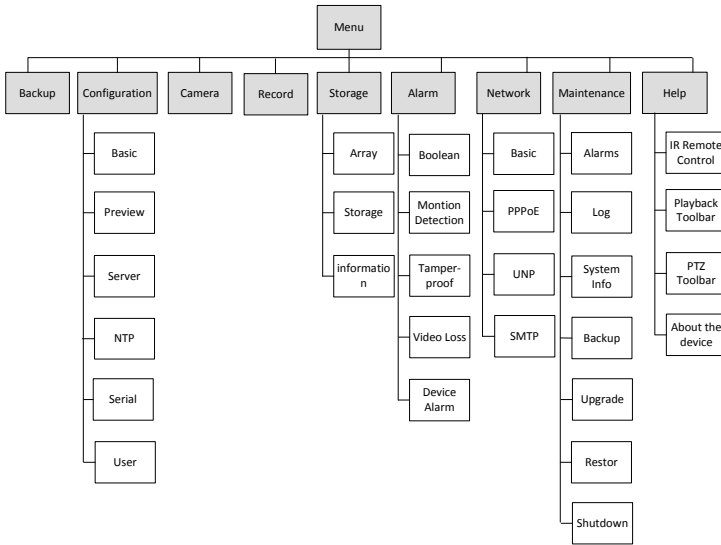 Menu
Backup
Configuration
Camera
Record
Storage
Alarm
Network
Maintenance
Help
Basic
Preview
Server
NTP
Serial
User
Array
Storage
informatio
n
Boolean
Montion
Detection
Tamper-
proof
Video Loss
Device
Alarm
Basic
PPPoE
UNP
SMTP
Alarms
Log
System
Info
Backup
Upgrade
Restor
Shutdown
IR Remote
Control
Playback
Toolbar
PTZ
Toolbar
About the
device